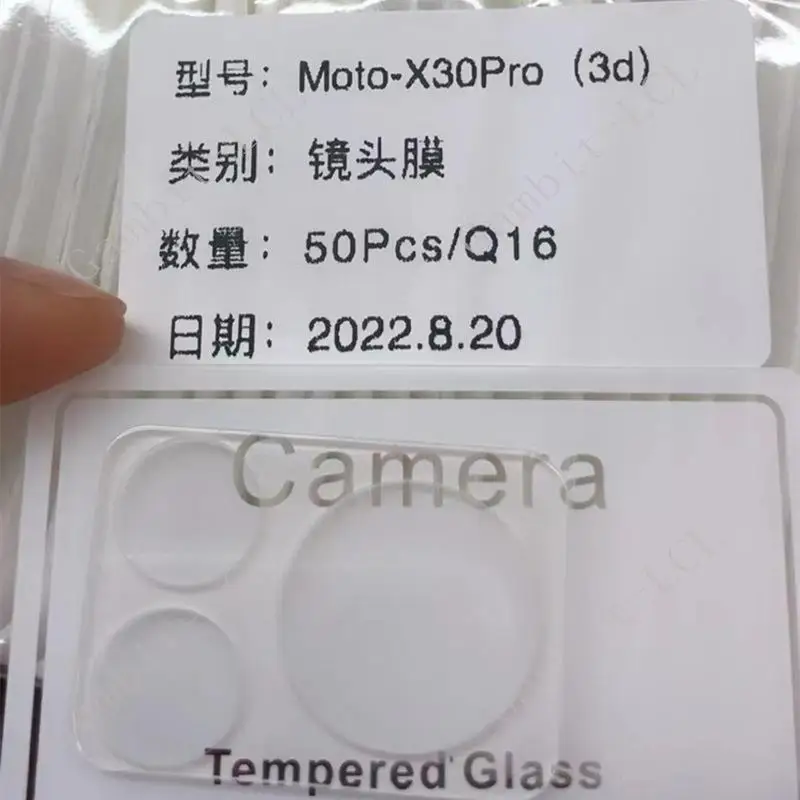 型号：Moto-X30Pro（3d）
类别：镜头膜
数量：50Pcs/Q16
日期：2022.8.20
Camera
Tempered Glass